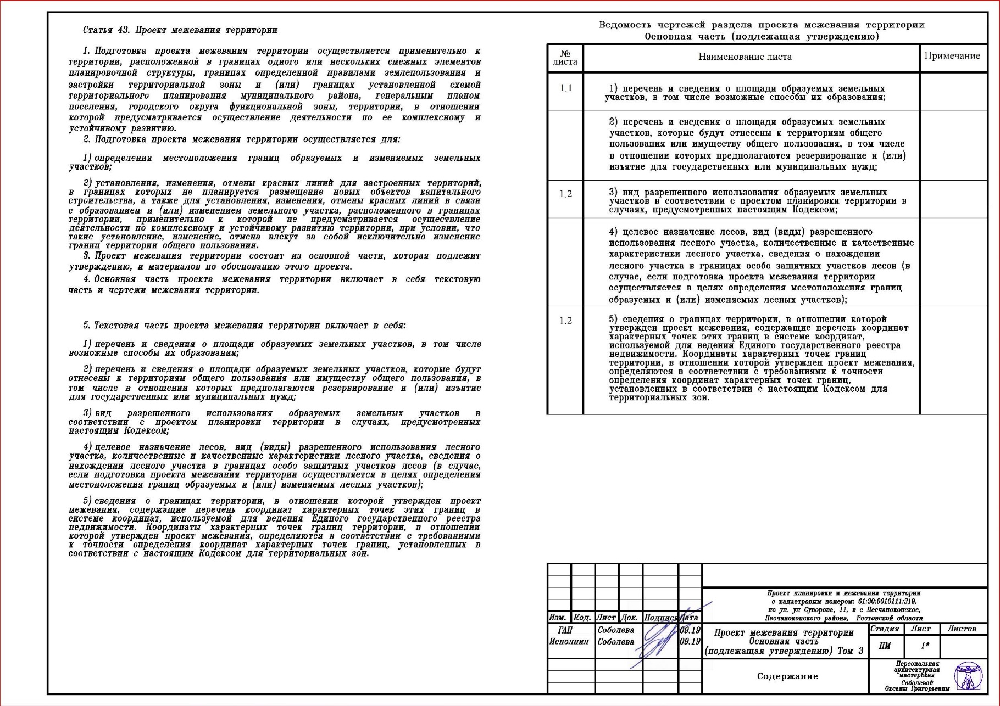 Статья 43. Проект межевания территории
1. Подготовка проекта межевания территории осуществляется применительно к
территории, расположенной в границах одного или нескольких смежных элементов
планировочной структуры, границах определенной правилами землепользования и
застройки территориальной зоны и (или) границах установленной схемой
территориального планирования муниципального района, генеральным планом
поселения, городского округа функциональной зоны, территории, в отношении
которой предусматривается осуществление деятельности по ее комплексному и
устойчивому развитию.
2. Подготовка проекта межевания территории осуществляется для:
1) определения местоположения границ образуемых и изменяемых земельных
участков;
2) установления, изменения, отмены красных линий для застроенных территорий,
в границах которых не планируется размещение новых объектов капитального
строительства, а также для установления, изменения, отмены красных линий в связи
с образованием и (или) изменением земельного участка, расположенного в границах
территории, применительно к которой не предусматривается осуществление
деятельности по комплексному и устойчивому развитию территории, при условии, что
такие установление, изменение, отмена влекут за собой исключительно изменение
границ территории общего пользования.
3. Проект межевания территории состоит из основной части, которая подлежит
утверждению, и материалов по обоснованию этого проекта.
4. Основная часть проекта межевания территории включает в себя текстовую
часть и чертежи межевания территории.
5. Текстовая часть проекта межевания территории включает в себя:
1) перечень и сведения о площади образуемых земельных участков, в том числе
возможные способы их образования;
2) перечень и сведения о площади образуемых земельных участков, которые будут
отнесены к территориям общего пользования или имуществу общего пользования, в
том числе в отношении которых предполагаются резервирование и (или) изъятие
для государственных или муниципальных нужд;
3) вид разрешенного использования образуемых земельных участков в
соответствии с проектом планировки территории в случаях, предусмотренных
настоящим Кодексом;
4) целевое назначение лесов, вид (виды) разрешенного использования лесного
участка, количественные и качественные характеристики лесного участка, сведения о
нахождении лесного участка в границах особо защитных участков лесов (в случае,
если подготовка проекта межевания территории осуществляется в целях определения
местоположения границ образуемых и (или) изменяемых лесных участков);
5) сведения о границах территории, в отношении которой утвержден проект
межевания, содержащие перечень координат характерных точек этих границ в
системе координат, используемой для ведения Единого государственного реестра
недвижимости. Координаты характерных точек границ территории, в отношении
которой утвержден проект межевания, определяются в соответствии с требованиями
к точности определения координат характерных точек границ, установленных в
соответствии с настоящим Кодексом для территориальных зон.
Ведомость чертежей раздела проекта межевания территории
Основная часть (подлежащая утверждению)
№ листа Наименование листа Примечание
1.1 1) перечень и сведения о площади образуемых земельных
участков, в том числе возможные способы их образования;
2) перечень и сведения о площади образуемых земельных
участков, которые будут отнесены к территориям общего
пользования или имуществу общего пользования, в том числе
в отношении которых предполагаются резервирование и (или)
изъятие для государственных или муниципальных нужд;
1.2 3) вид разрешенного использования образуемых земельных
участков в соответствии с проектом планировки территории в
случаях, предусмотренных настоящим Кодексом;
4) целевое назначение лесов, вид (виды) разрешенного
использования лесного участка, количественные и качественные
характеристики лесного участка, сведения о нахождении
лесного участка в границах особо защитных участков лесов (в
случае, если подготовка проекта межевания территории
осуществляется в целях определения местоположения границ
образуемых и (или) изменяемых лесных участков);
1.2 5) сведения о границах территории, в отношении которой
утвержден проект межевания, содержащие перечень координат
характерных точек этих границ в системе координат,
используемой для ведения Единого государственного реестра
недвижимости. Координаты характерных точек границ
территории, в отношении которой утвержден проект межевания,
определяются в соответствии с требованиями к точности
определения координат характерных точек границ,
установленных в соответствии с настоящим Кодексом для
территориальных зон.
Проект планировки и межевания территории
с кадастровым номером: 61:30:0010111:319,
по ул. ул Суворова, 11, в с Песчанокопское,
Песчанокопского района, Ростовской области
Изм. Код. Лист Док. Подпись Дата
ГАП Соболева 09.19
Исполнил Соболева 09.19
Проект межевания территории
Основная часть
(подлежащая утверждению) Том 3
Стадия Лист Листов
ПМ 1*
Содержание
Персональная
архитектурная
мастерская
Соболевой
Оксаны Григорьевны